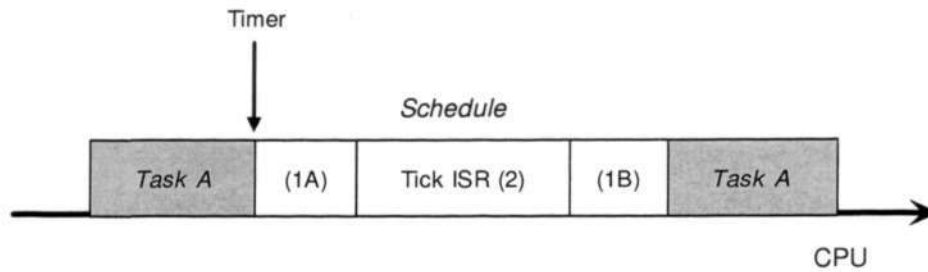 Timer
Schedule
Task A (1A) Tick ISR (2) (1B) Task A
CPU